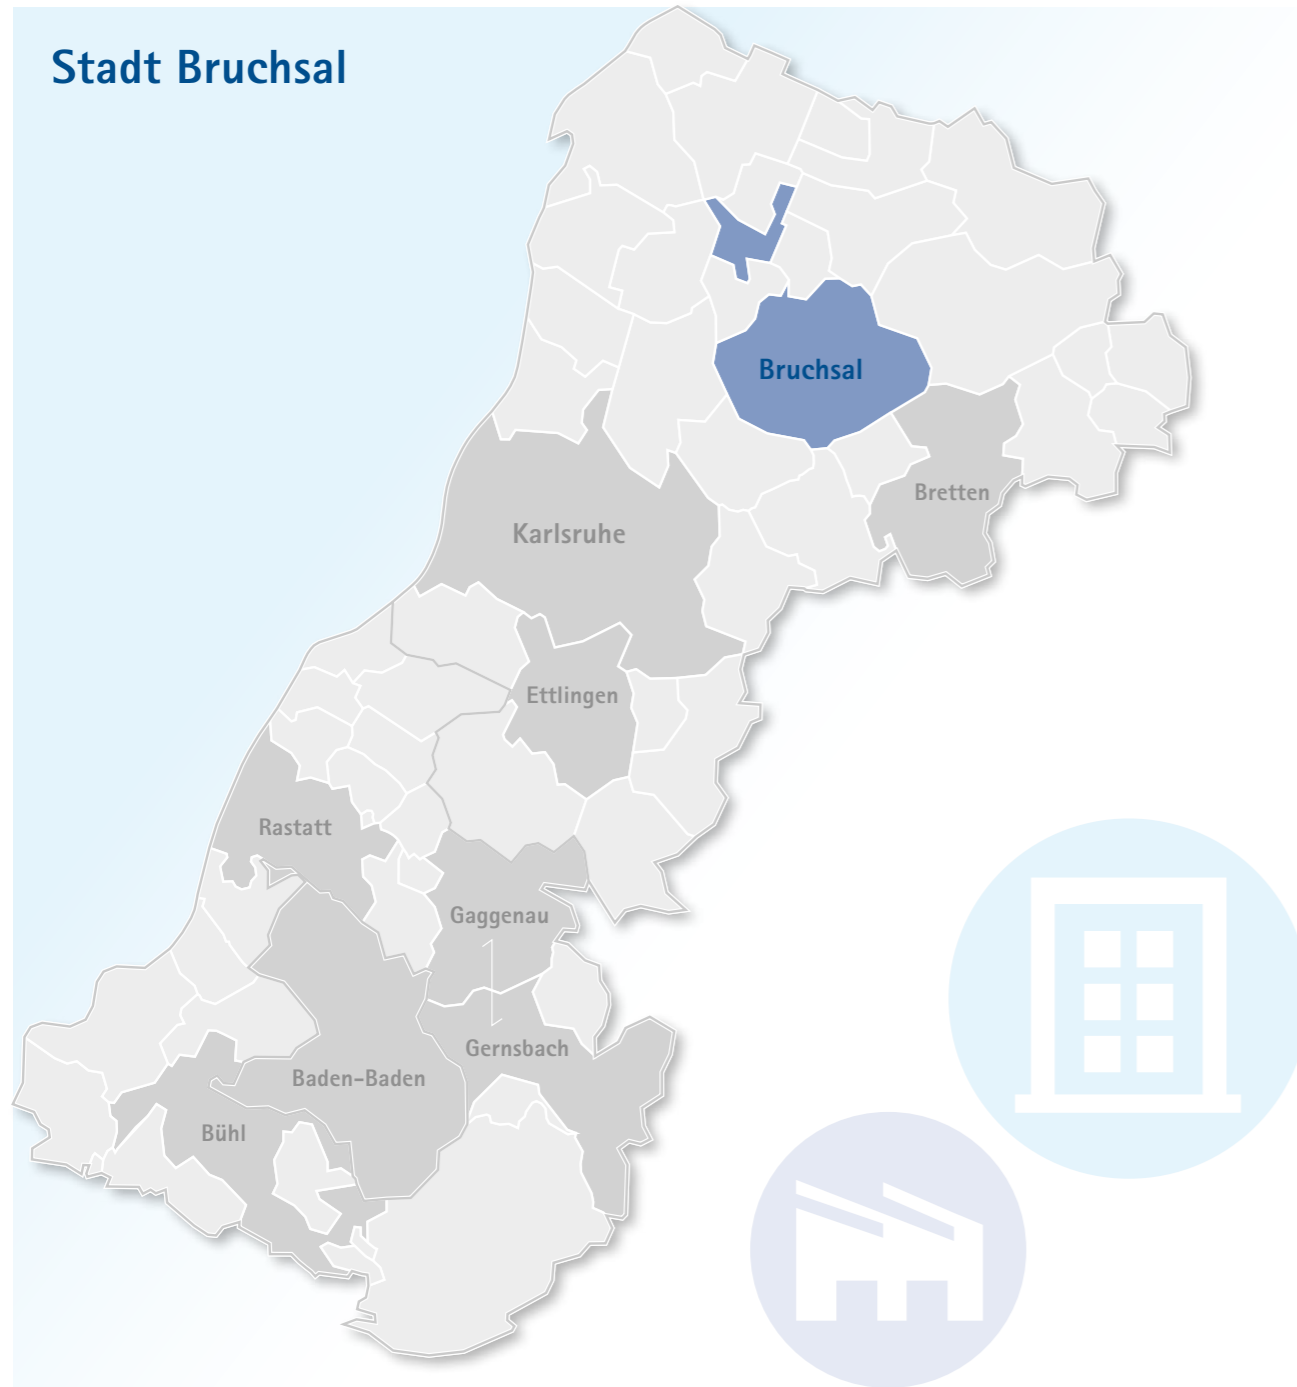 Stadt Bruchsal
Bruchsal
Bretten
Karlsruhe
Ettlingen
Rastatt
Gaggenau
Gernsbach
Baden-Baden
Bühl